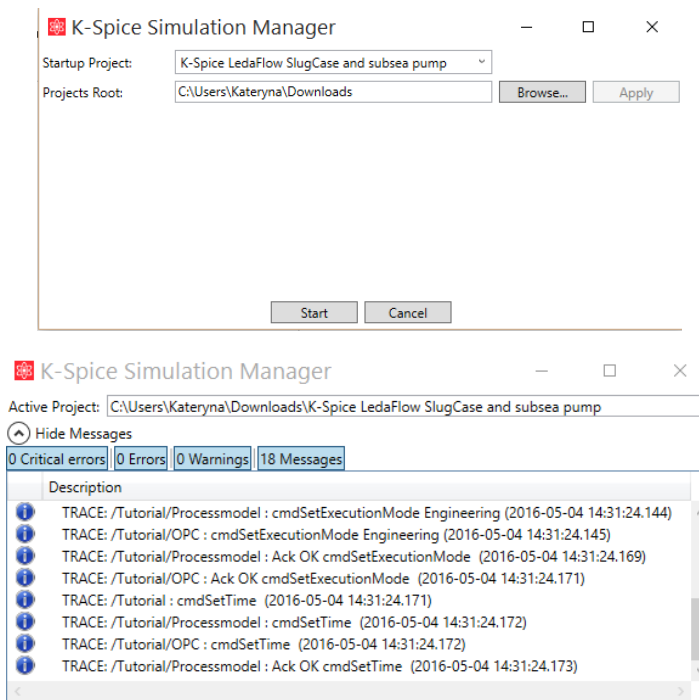 K-Spice Simulation Manager
Startup Project: K-Spice LedaFlow SlugCase and subsea pump
Projects Root: C:\Users\Kateryna\Downloads Browse... Apply
Start Cancel
K-Spice Simulation Manager
Active Project: C:\Users\Kateryna\Downloads\K-Spice LedaFlow SlugCase and subsea pump
Hide Messages
0 Critical errors 0 Errors 0 Warnings 18 Messages
Description
TRACE: /Tutorial/Processmodel : cmdSetExecutionMode Engineering (2016-05-04 14:31:24.144)
TRACE: /Tutorial/OPC : cmdSetExecutionMode Engineering (2016-05-04 14:31:24.145)
TRACE: /Tutorial/Processmodel : Ack OK cmdSetExecutionMode (2016-05-04 14:31:24.169)
TRACE: /Tutorial/OPC : Ack OK cmdSetExecutionMode (2016-05-04 14:31:24.171)
TRACE: /Tutorial : cmdSetTime (2016-05-04 14:31:24.171)
TRACE: /Tutorial/Processmodel : cmdSetTime (2016-05-04 14:31:24.172)
TRACE: /Tutorial/OPC : cmdSetTime (2016-05-04 14:31:24.172)
TRACE: /Tutorial/Processmodel : Ack OK cmdSetTime (2016-05-04 14:31:24.173)